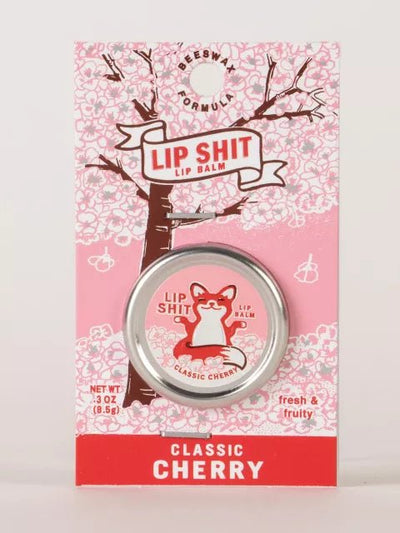 BEESWAX
FORMULA
LIP SHIT
LIP BALM
LIP
SHIT
LIP
BALM
CLASSIC CHERRY
NET WT
.3 OZ
(8.5g)
fresh &
fruity
CLASSIC
CHERRY